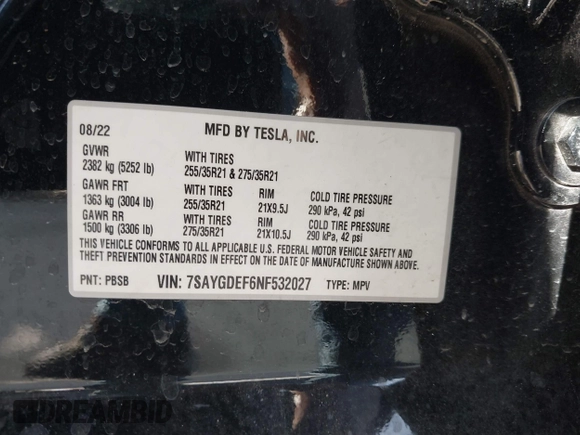 08/22 MFD BY TESLA, INC.
GVWR WITH TIRES
2382 kg (5252 lb) 255/35R21 & 275/35R21
GAWR FRT WITH TIRES RIM COLD TIRE PRESSURE
1363 kg (3004 lb) 255/35R21 21X9.5J 290 kPa, 42 psi
GAWR RR WITH TIRES RIM COLD TIRE PRESSURE
1500 kg (3306 lb) 275/35R21 21X10.5J 290 kPa, 42 psi
THIS VEHICLE CONFORMS TO ALL APPLICABLE U.S. FEDERAL MOTOR VEHICLE SAFETY AND THEFT
PREVENTION STANDARDS IN EFFECT ON THE DATE OF MANUFACTURE SHOWN ABOVE.
PNT: PBSB VIN: 7SAYGDEF6NF532027 TYPE: MPV
DREAMBID